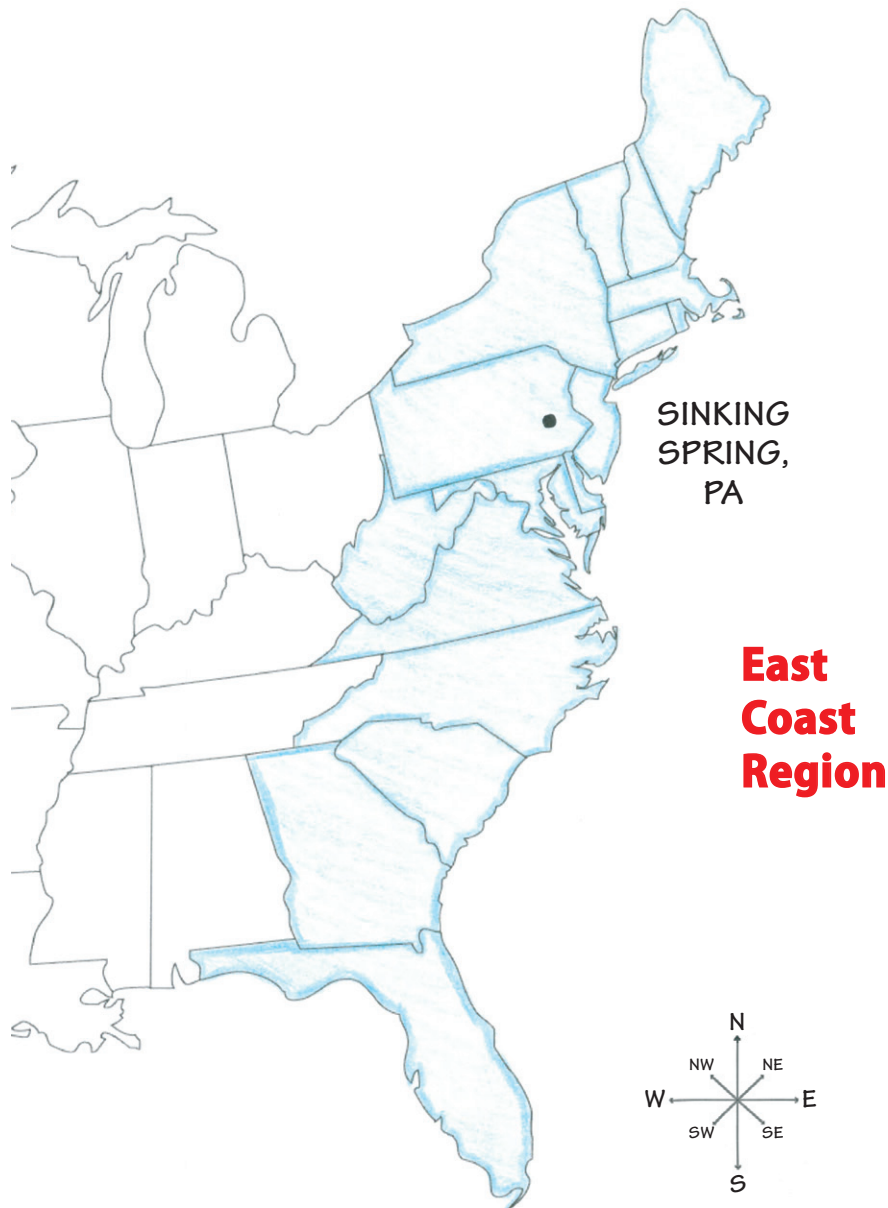 SINKING
SPRING,
PA
East
Coast
Region
N
NW NE
W E
SW SE
S